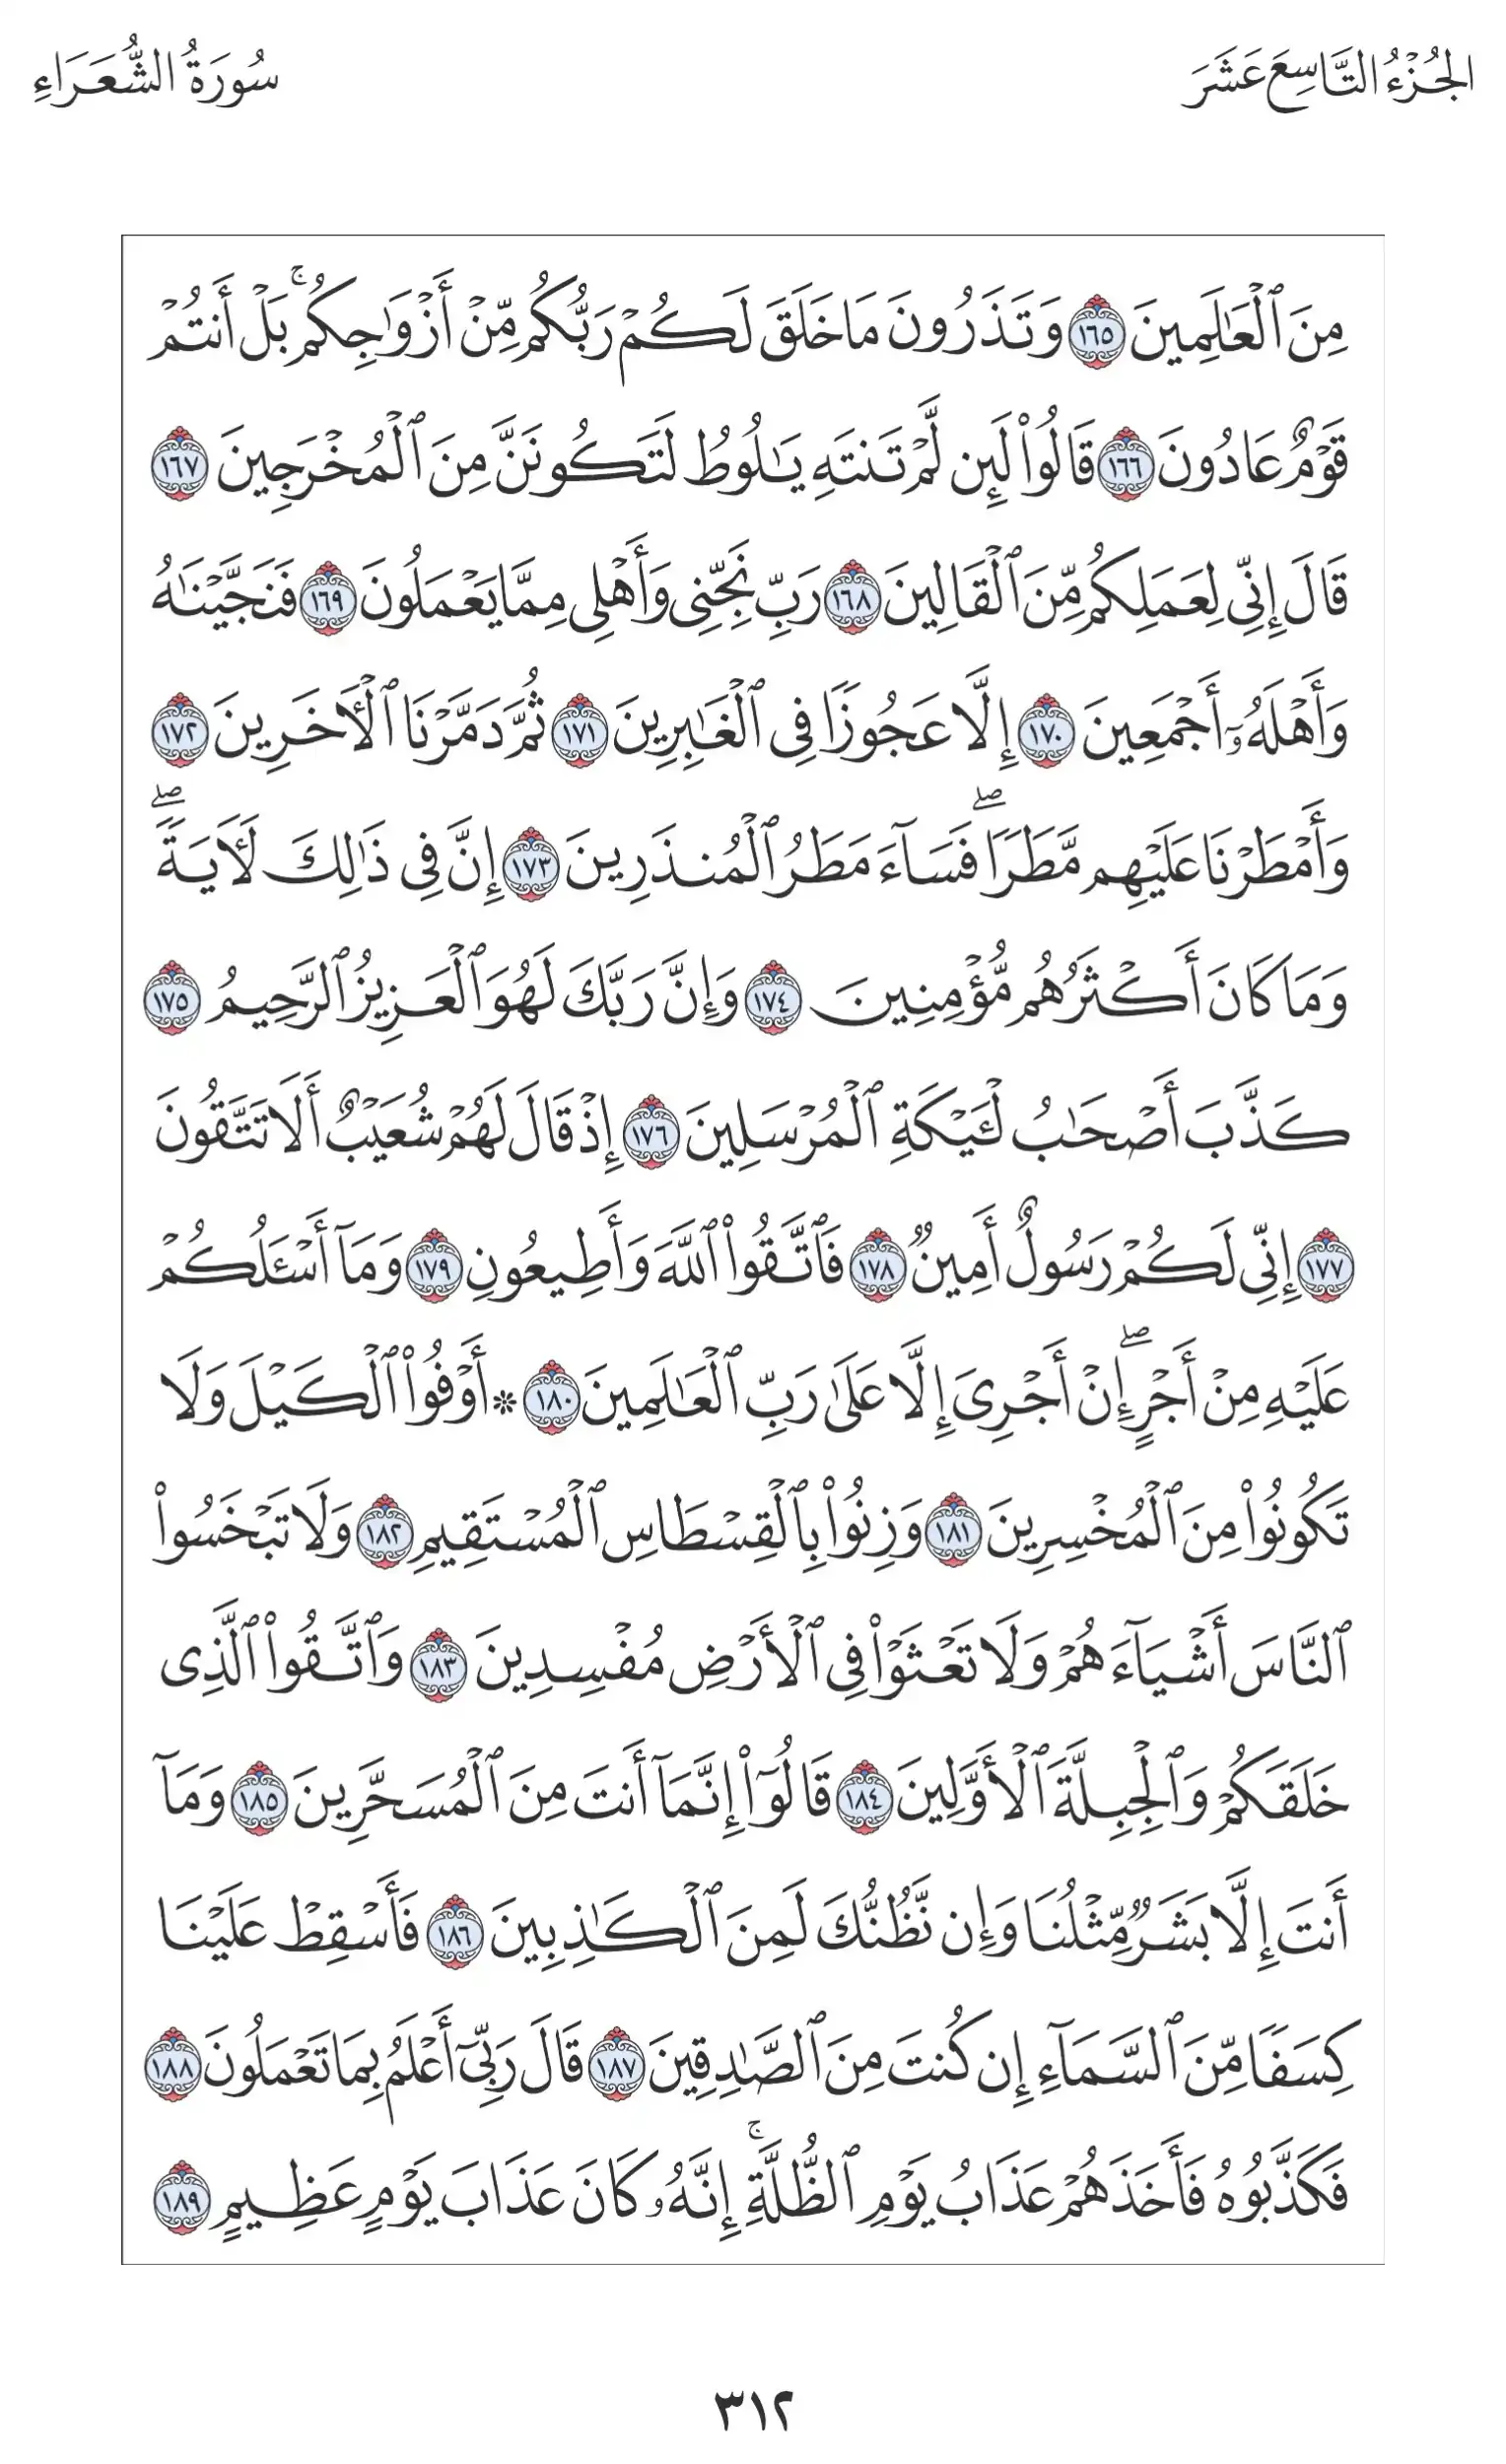 الجُزْءُ التَّاسِعَ عَشَرَ
سُورَةُ الشُّعَرَاءِ
مِنَ ٱلْعَـٰلَمِينَ ١٦٥ وَتَذَرُونَ مَا خَلَقَ لَكُمْ رَبُّكُم مِّنْ أَزْوَٰجِكُم ۚ بَلْ أَنتُمْ
قَوْمٌ عَادُونَ ١٦٦ قَالُوا۟ لَئِن لَّمْ تَنتَهِ يَـٰلُوطُ لَتَكُونَنَّ مِنَ ٱلْمُخْرَجِينَ ١٦٧
قَالَ إِنِّى لِعَمَلِكُم مِّنَ ٱلْقَالِينَ ١٦٨ رَبِّ نَجِّنِى وَأَهْلِى مِمَّا يَعْمَلُونَ ١٦٩ فَنَجَّيْنَـٰهُ
وَأَهْلَهُۥٓ أَجْمَعِينَ ١٧٠ إِلَّا عَجُوزًا فِى ٱلْغَـٰبِرِينَ ١٧١ ثُمَّ دَمَّرْنَا ٱلْـَٔاخَرِينَ ١٧٢
وَأَمْطَرْنَا عَلَيْهِم مَّطَرًا ۖ فَسَآءَ مَطَرُ ٱلْمُنذَرِينَ ١٧٣ إِنَّ فِى ذَٰلِكَ لَـَٔايَةً ۖ
وَمَا كَانَ أَكْثَرُهُم مُّؤْمِنِينَ ١٧٤ وَإِنَّ رَبَّكَ لَهُوَ ٱلْعَزِيزُ ٱلرَّحِيمُ ١٧٥
كَذَّبَ أَصْحَـٰبُ لْـَٔيْكَةِ ٱلْمُرْسَلِينَ ١٧٦ إِذْ قَالَ لَهُمْ شُعَيْبٌ أَلَا تَتَّقُونَ
١٧٧ إِنِّى لَكُمْ رَسُولٌ أَمِينٌ ١٧٨ فَٱتَّقُوا۟ ٱللَّهَ وَأَطِيعُونِ ١٧٩ وَمَآ أَسْـَٔلُكُمْ
عَلَيْهِ مِنْ أَجْرٍ ۖ إِنْ أَجْرِىَ إِلَّا عَلَىٰ رَبِّ ٱلْعَـٰلَمِينَ ١٨٠ * أَوْفُوا۟ ٱلْكَيْلَ وَلَا
تَكُونُوا۟ مِنَ ٱلْمُخْسِرِينَ ١٨١ وَزِنُوا۟ بِٱلْقِسْطَاسِ ٱلْمُسْتَقِيمِ ١٨٢ وَلَا تَبْخَسُوا۟
ٱلنَّاسَ أَشْيَآءَهُمْ وَلَا تَعْثَوْا۟ فِى ٱلْأَرْضِ مُفْسِدِينَ ١٨٣ وَٱتَّقُوا۟ ٱلَّذِى
خَلَقَكُمْ وَٱلْجِبِلَّةَ ٱلْأَوَّلِينَ ١٨٤ قَالُوٓا۟ إِنَّمَآ أَنتَ مِنَ ٱلْمُسَحَّرِينَ ١٨٥ وَمَآ
أَنتَ إِلَّا بَشَرٌ مِّثْلُنَا وَإِن نَّظُنُّكَ لَمِنَ ٱلْكَـٰذِبِينَ ١٨٦ فَأَسْقِطْ عَلَيْنَا
كِسَفًا مِّنَ ٱلسَّمَآءِ إِن كُنتَ مِنَ ٱلصَّـٰدِقِينَ ١٨٧ قَالَ رَبِّىٓ أَعْلَمُ بِمَا تَعْمَلُونَ ١٨٨
فَكَذَّبُوهُ فَأَخَذَهُمْ عَذَابُ يَوْمِ ٱلظُّلَّةِ ۚ إِنَّهُۥ كَانَ عَذَابَ يَوْمٍ عَظِيمٍ ١٨٩
٣١٢